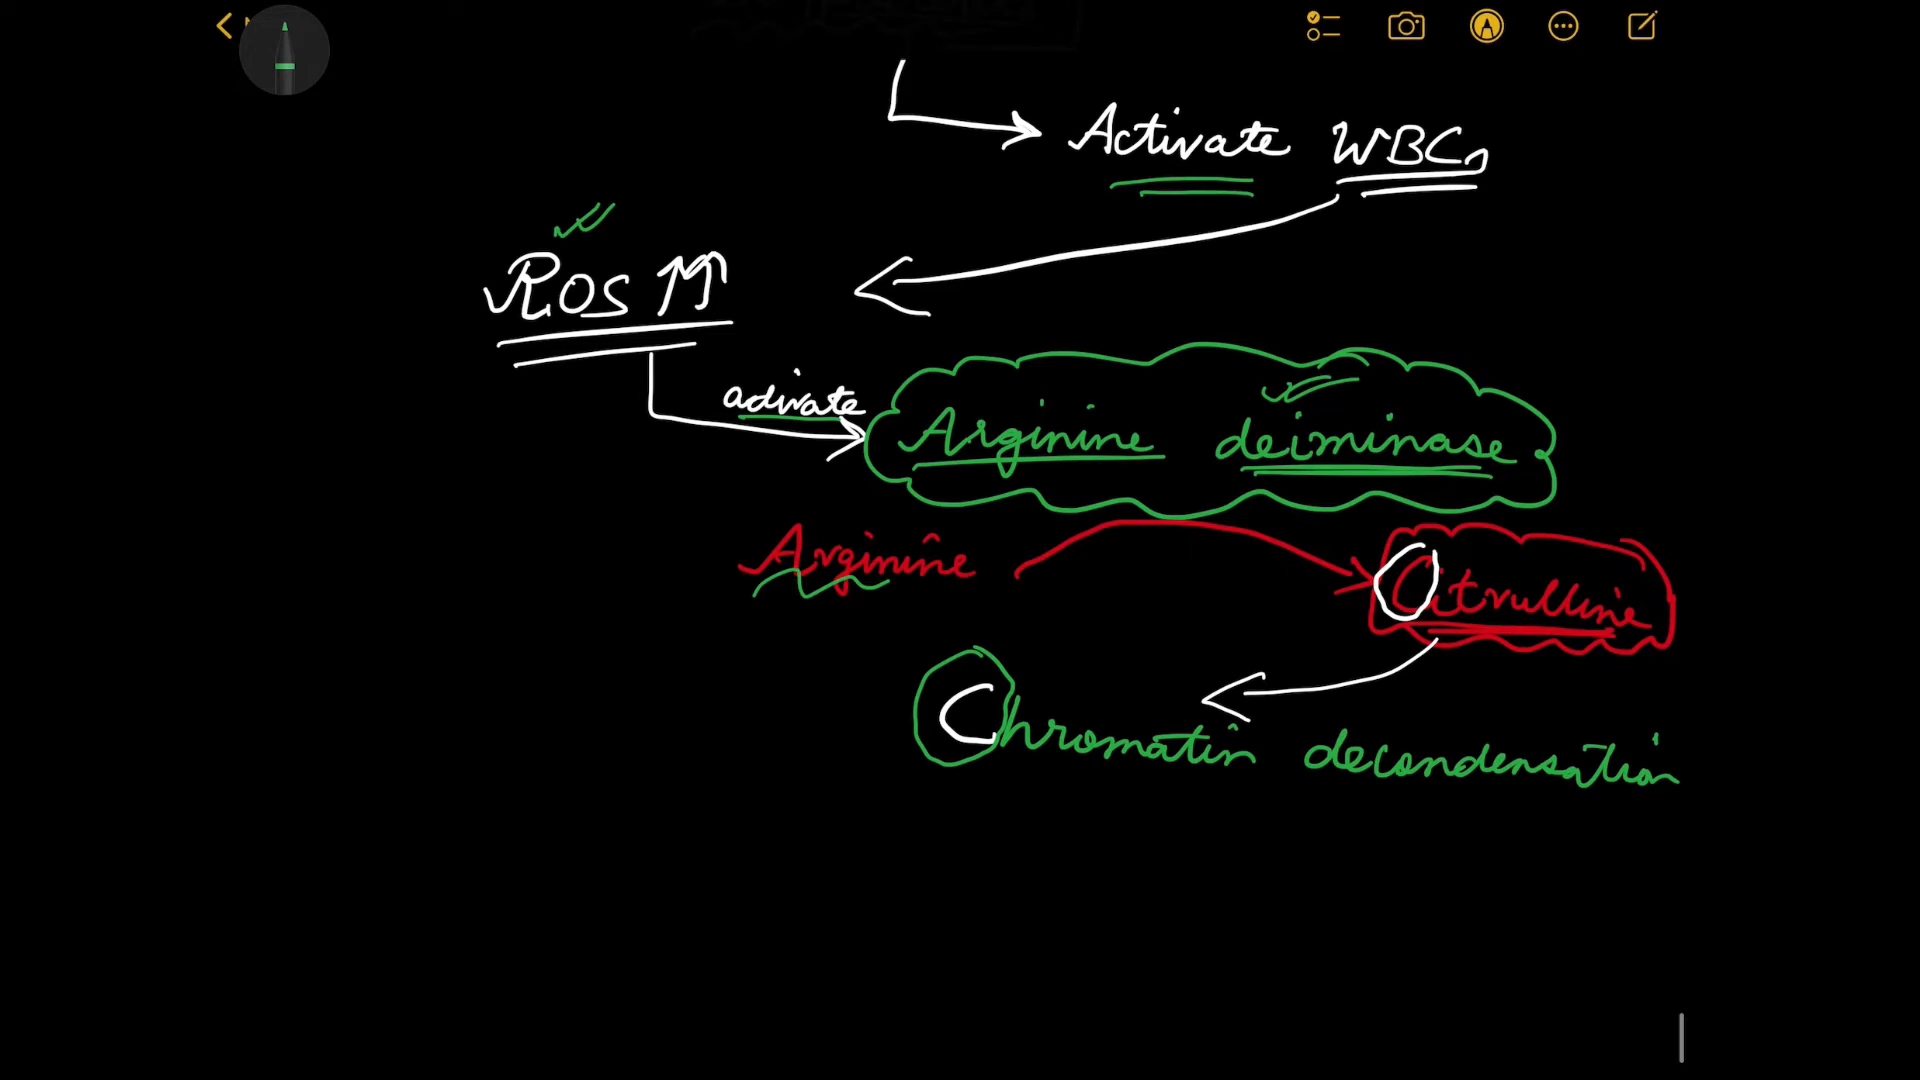 Activate WBCs
ROS ↑↑
activate
Arginine deiminase
Arginine
Citrulline
Chromatin decondensation